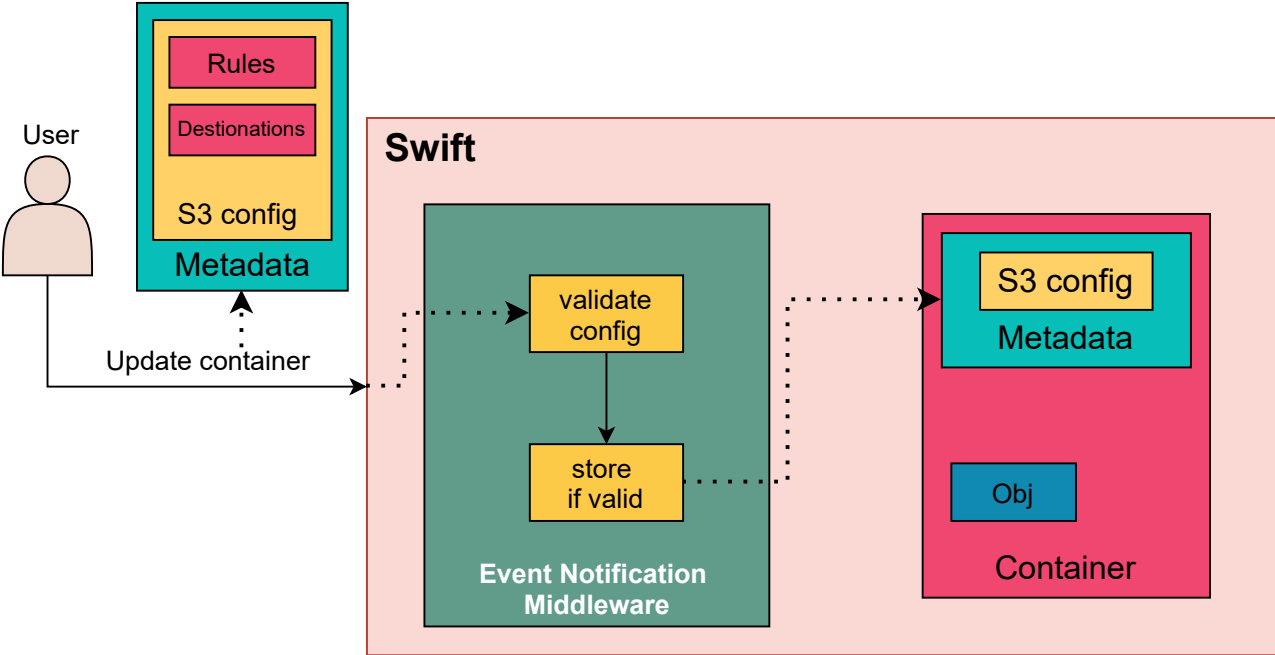 Rules
Destionations
S3 config
Metadata
User
Update container
Swift
validate
config
store
if valid
Event Notification
Middleware
S3 config
Metadata
Obj
Container